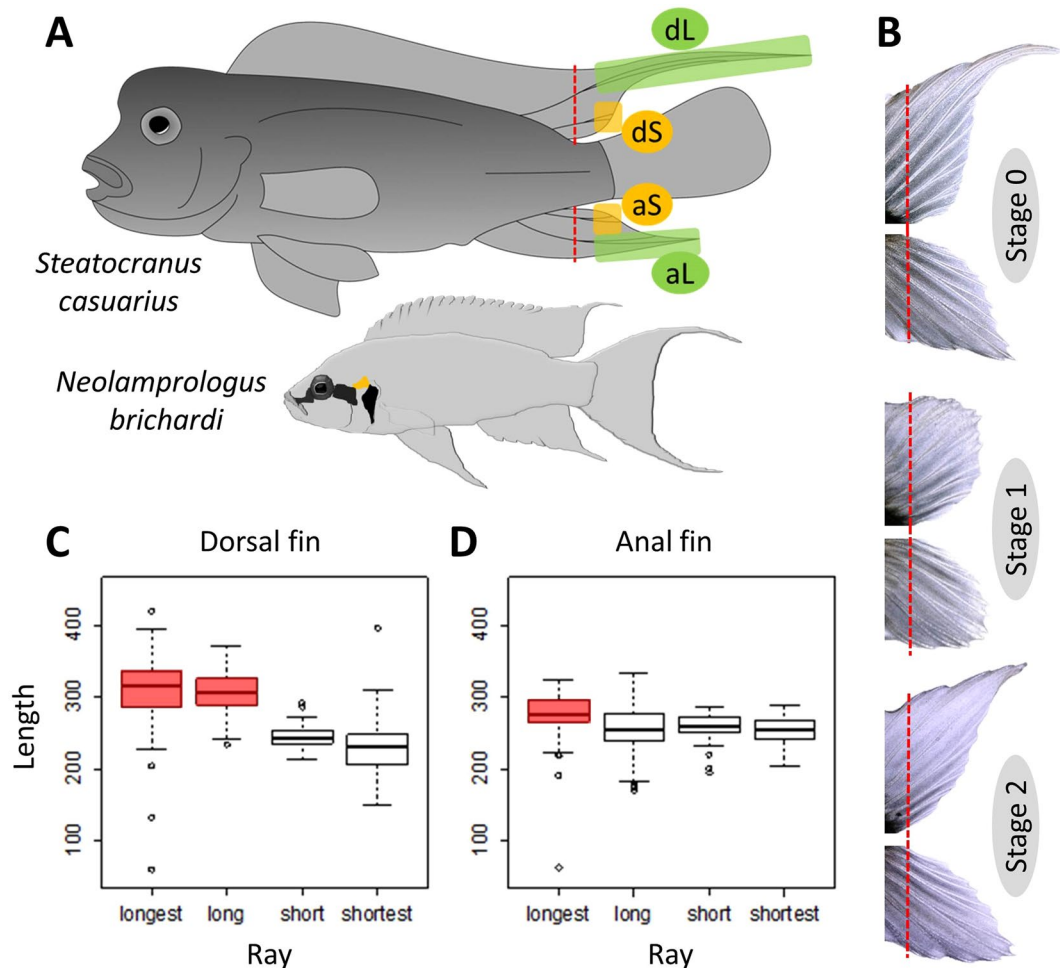 A
dL
dS
aS
aL
Steatocranus
casuarius
Neolamprologus
brichardi
B
Stage 0
Stage 1
Stage 2
C
Dorsal fin
Length
400
300
200
100
longest
long
short
shortest
Ray
D
Anal fin
400
300
200
100
longest
long
short
shortest
Ray